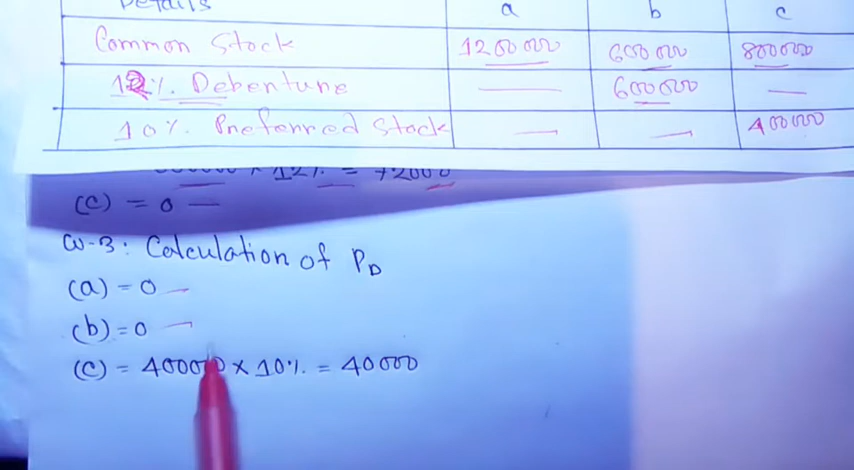 Details a b c
Common Stock 1200000 600000 800000
12% Debenture — 600000 —
10% Preferred Stock — — 400000
600000 × 12% = 72000
(C) = 0
W-3: Calculation of PD
(a) = 0
(b) = 0
(C) = 400000 × 10% = 40000